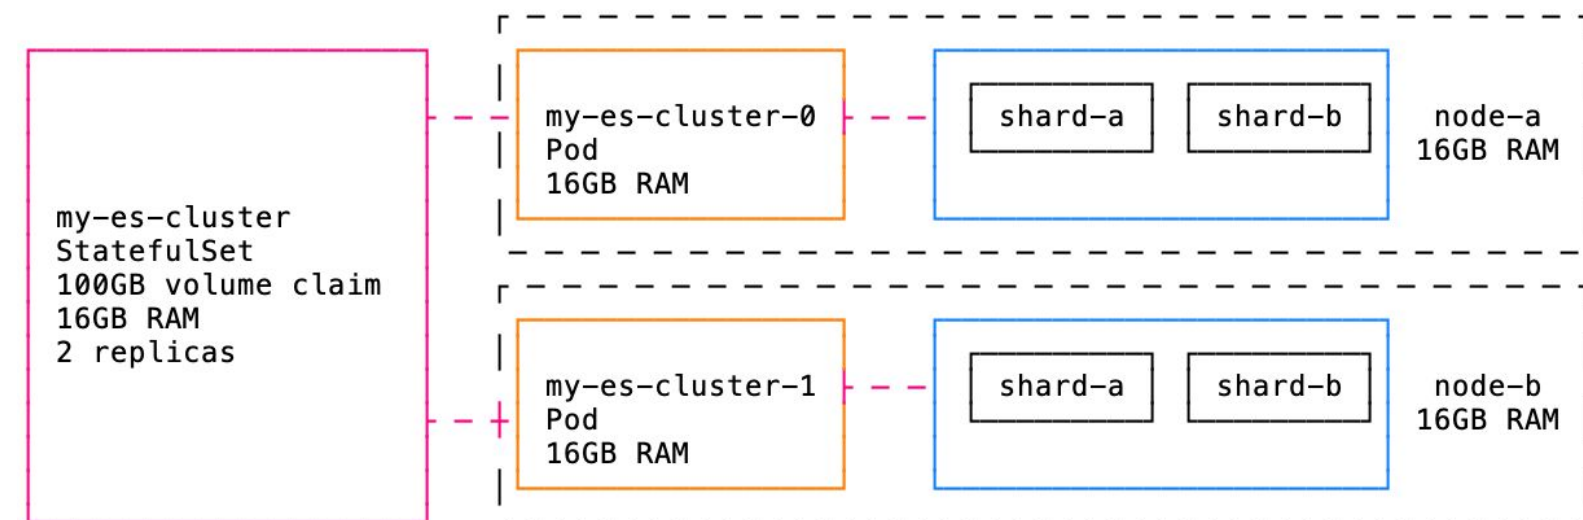 my-es-cluster
StatefulSet
100GB volume claim
16GB RAM
2 replicas
my-es-cluster-0
Pod
16GB RAM
shard-a
shard-b
node-a
16GB RAM
my-es-cluster-1
Pod
16GB RAM
shard-a
shard-b
node-b
16GB RAM